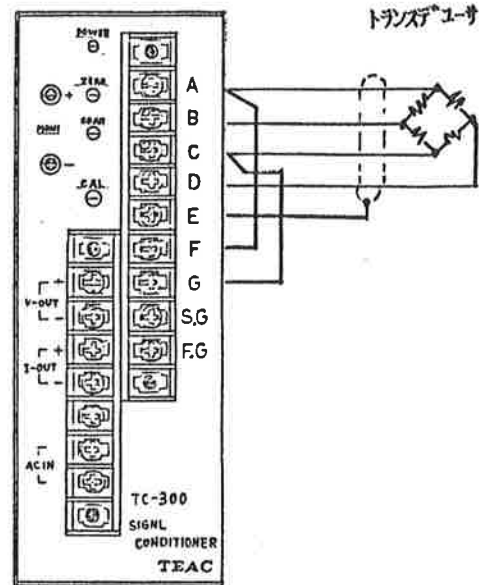 トランスデューサ
POWER
ZERO
+
MONI
SPAN
-
CAL
A
B
C
D
E
F
G
S.G
F.G
+
V-OUT
-
+
I-OUT
-
AC IN
TC-300
SIGNL
CONDITIONER
TEAC